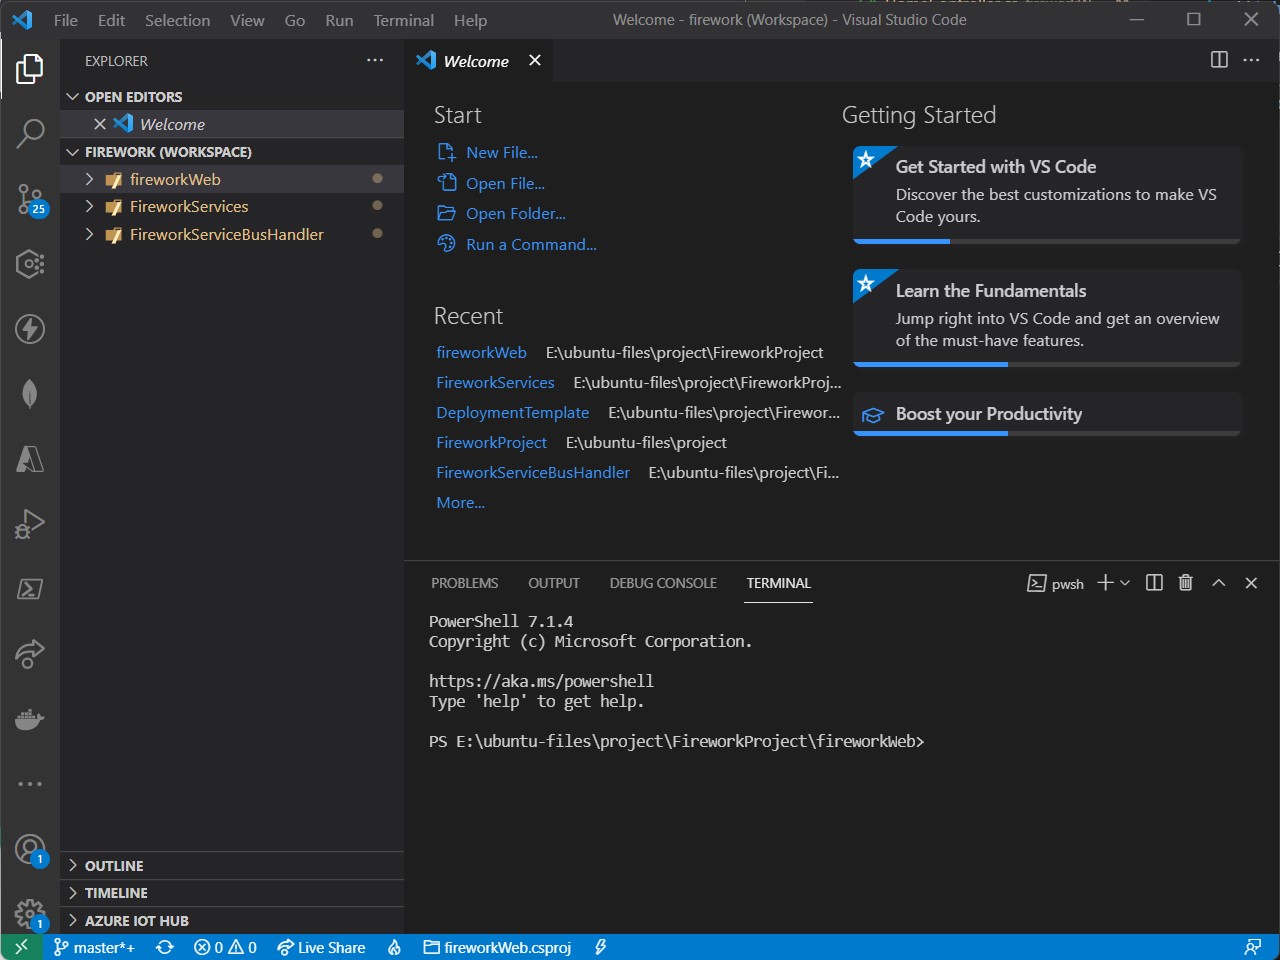 File Edit Selection View Go Run Terminal Help
Welcome - firework (Workspace) - Visual Studio Code
EXPLORER
OPEN EDITORS
Welcome
FIREWORK (WORKSPACE)
fireworkWeb
FireworkServices
FireworkServiceBusHandler
25
1
1
OUTLINE
TIMELINE
AZURE IOT HUB
Welcome
Start
New File...
Open File...
Open Folder...
Run a Command...
Recent
fireworkWeb E:\ubuntu-files\project\FireworkProject
FireworkServices E:\ubuntu-files\project\FireworkProj...
DeploymentTemplate E:\ubuntu-files\project\Firewor...
FireworkProject E:\ubuntu-files\project
FireworkServiceBusHandler E:\ubuntu-files\project\Fi...
More...
Getting Started
Get Started with VS Code
Discover the best customizations to make VS
Code yours.
Learn the Fundamentals
Jump right into VS Code and get an overview
of the must-have features.
Boost your Productivity
PROBLEMS OUTPUT DEBUG CONSOLE TERMINAL
pwsh
PowerShell 7.1.4
Copyright (c) Microsoft Corporation.
https://aka.ms/powershell
Type 'help' to get help.
PS E:\ubuntu-files\project\FireworkProject\fireworkWeb>
master*+ 0 0 Live Share fireworkWeb.csproj